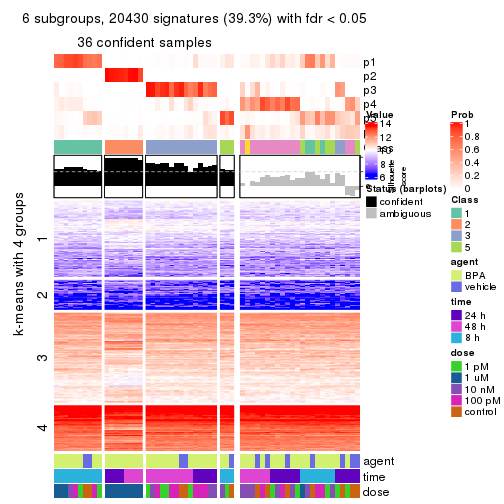 6 subgroups, 20430 signatures (39.3%) with fdr < 0.05
36 confident samples
p1
p2
p3
p4
k-means with 4 groups
1
2
3
4
Value
14
12
8
6
Silhouette
score
Status (barplots)
confident
ambiguous
agent
time
dose
Prob
1
0.8
0.6
0.4
0.2
0
Class
1
2
3
5
agent
BPA
vehicle
time
24 h
48 h
8 h
dose
1 pM
1 uM
10 nM
100 pM
control